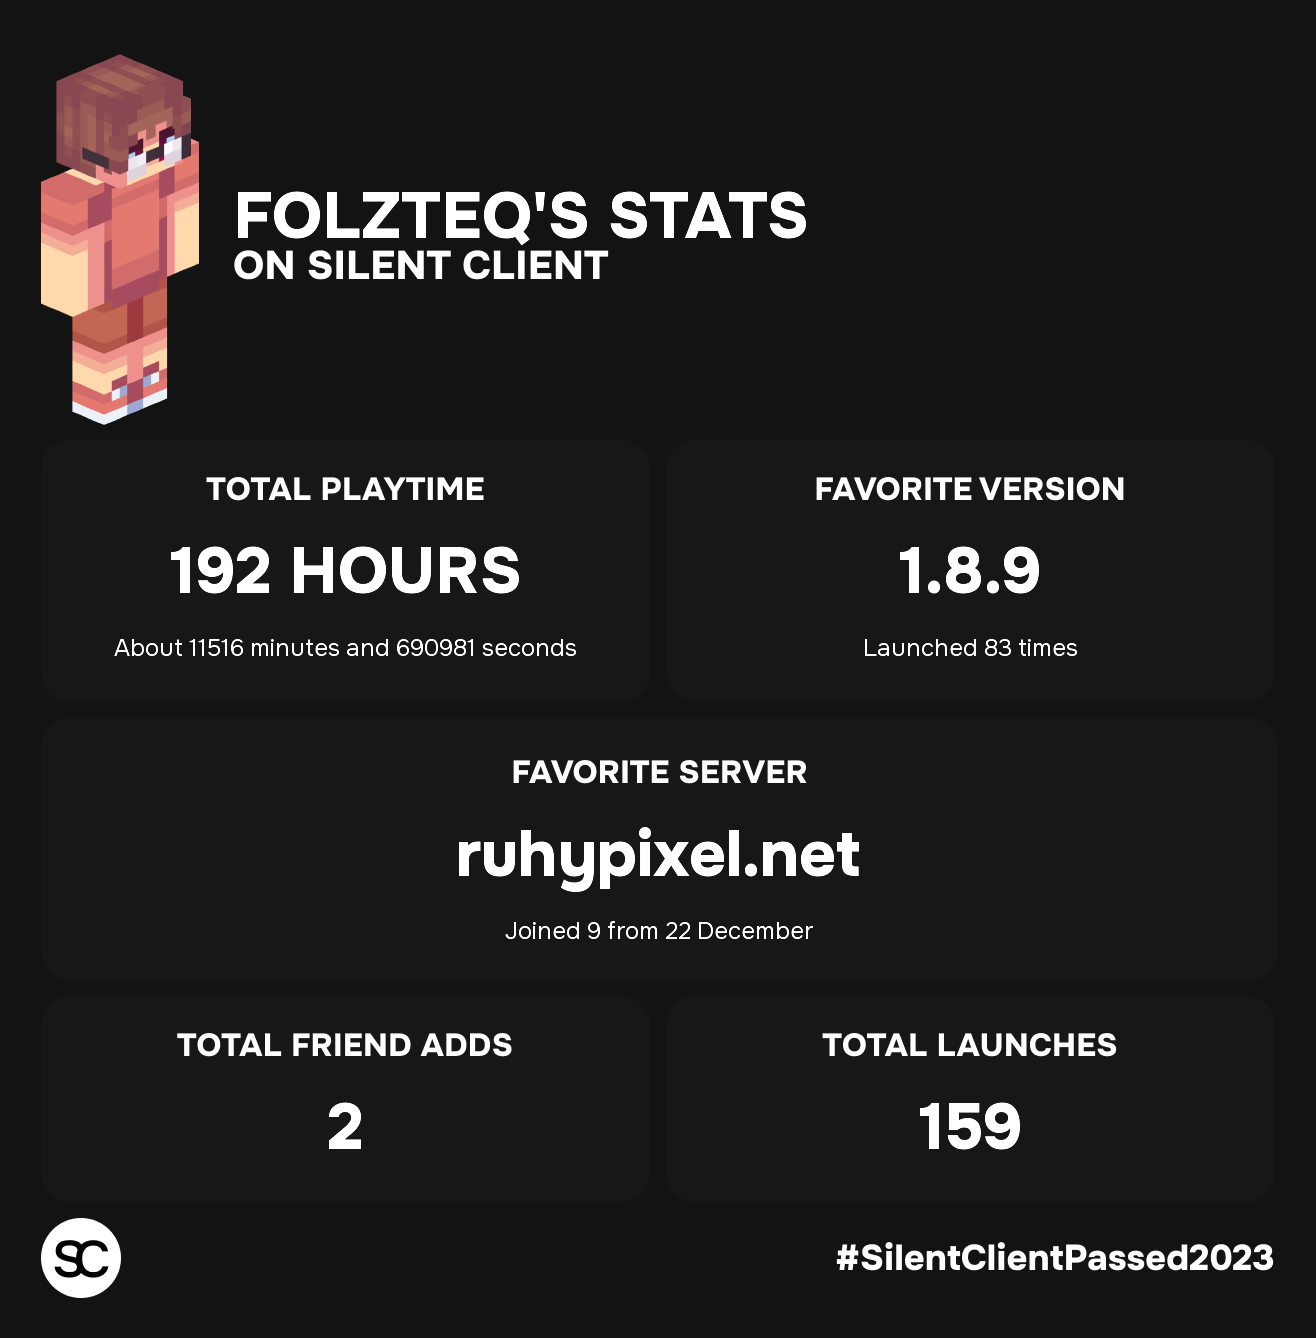 FOLZTEQ'S STATS
ON SILENT CLIENT
TOTAL PLAYTIME
192 HOURS
About 11516 minutes and 690981 seconds
FAVORITE VERSION
1.8.9
Launched 83 times
FAVORITE SERVER
ruhypixel.net
Joined 9 from 22 December
TOTAL FRIEND ADDS
2
TOTAL LAUNCHES
159
SC
#SilentClientPassed2023